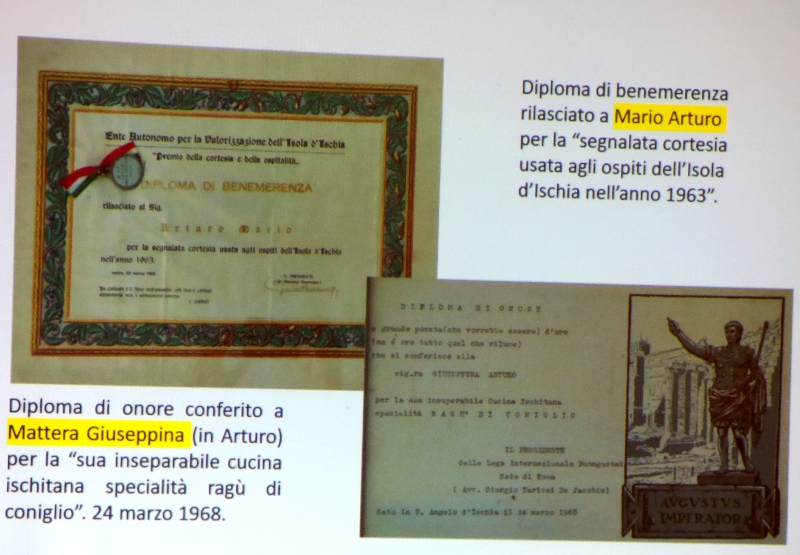 Diploma di benemerenza
rilasciato a Mario Arturo
per la “segnalata cortesia
usata agli ospiti dell’Isola
d’Ischia nell’anno 1963”.
Ente Autonomo per la Valorizzazione dell'Isola d'Ischia
"Premio della cortesia e della ospitalità"
DIPLOMA DI BENEMERENZA
rilasciato al Sig.
Arturo Mario
per la segnalata cortesia usata agli ospiti dell'Isola d'Ischia
nell'anno 1963.
IL PRESIDENTE
DIPLOMA DI ONORE
e grande patata(che vorrebbe essere) d'oro
(ma è oro tutto quel che riluce)
che si conferisce alla
sig.ra GIUSEPPINA ARTURO
per la sua insuperabile Cucina Ischitana
specialità RAGU' DI CONIGLIO
IL PRESIDENTE
della Lega Internazionale Buongustai
Sede di Roma
( Avv. Giorgio Tartosi De Jacobis)
dato in S. Angelo d'Ischia il 24 marzo 1968
AVGVSTVS
IMPERATOR
Diploma di onore conferito a
Mattera Giuseppina (in Arturo)
per la “sua inseparabile cucina
ischitana specialità ragù di
coniglio”. 24 marzo 1968.